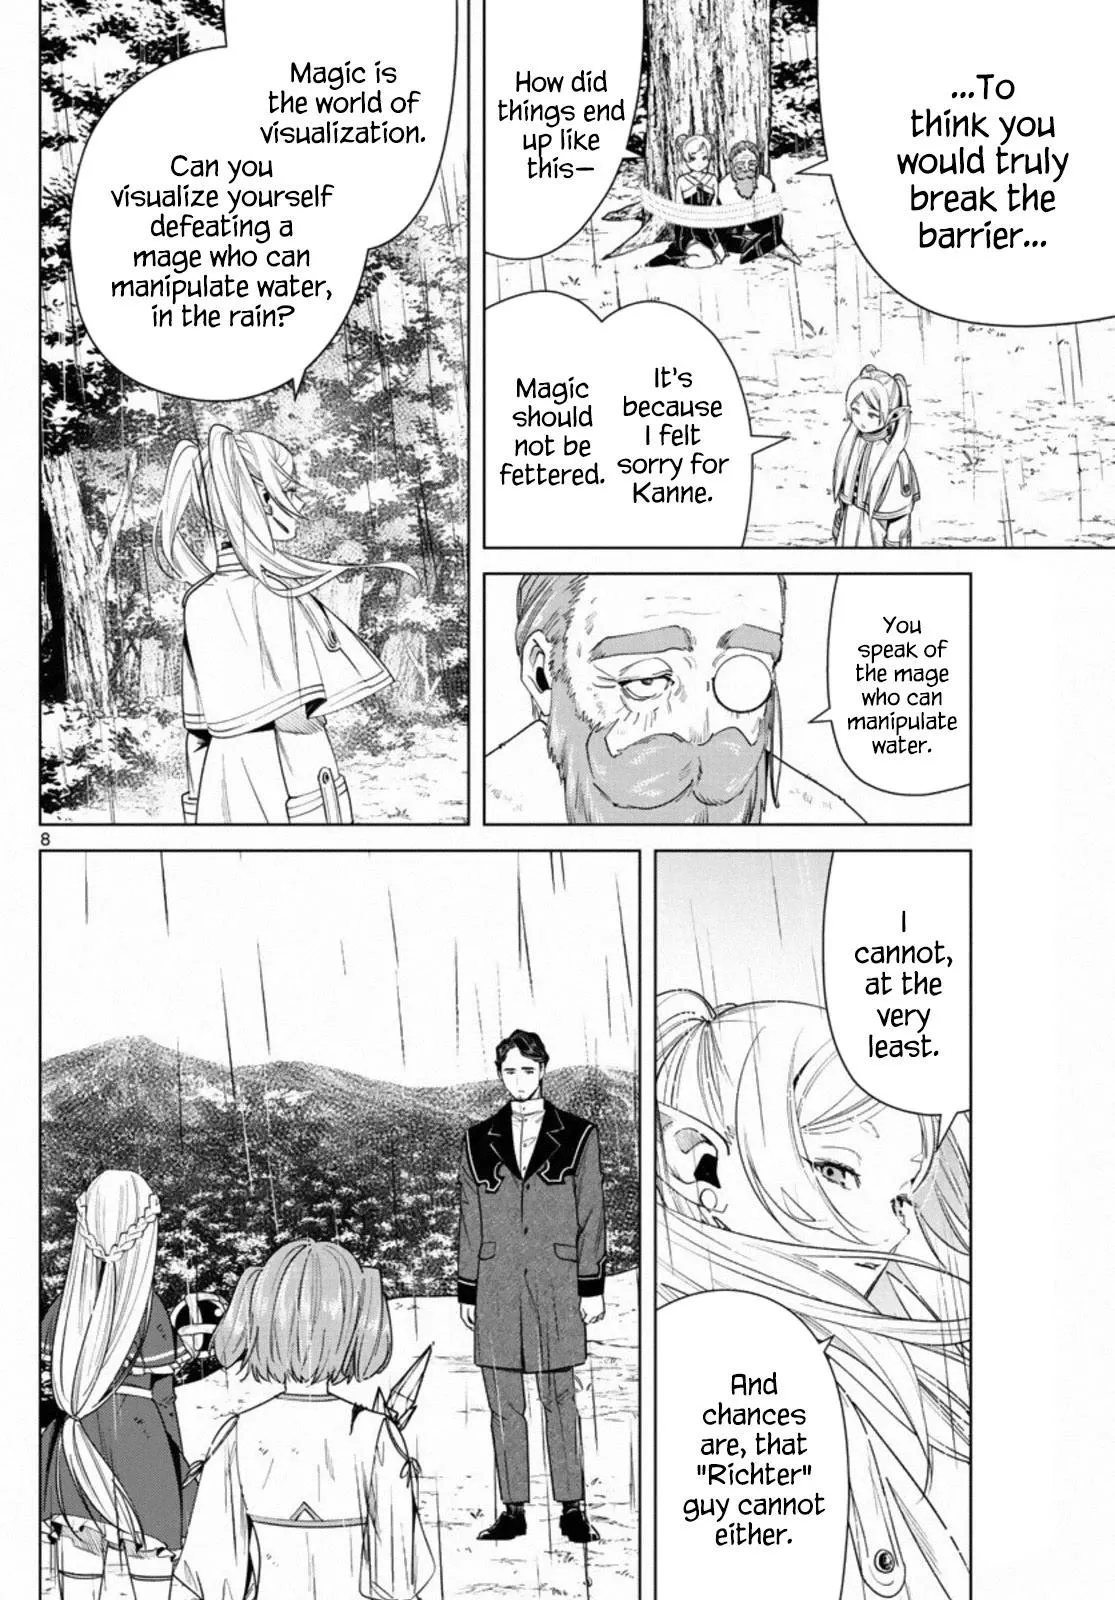 ...To
think you
would truly
break the
barrier...
How did
things end
up like
this—
It's
because
I felt
sorry for
Kanne.
Magic
should
not be
fettered.
You
speak of
the mage
who can
manipulate
water.
Magic is
the world of
visualization.
Can you
visualize yourself
defeating a
mage who can
manipulate water,
in the rain?
8
I
cannot,
at the
very
least.
And
chances
are, that
"Richter"
guy cannot
either.